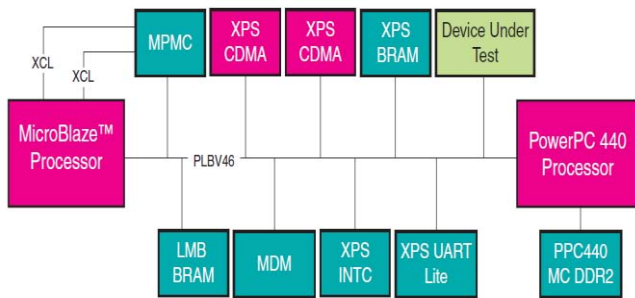 MPMC
XPS
CDMA
XPS
CDMA
XPS
BRAM
Device Under
Test
XCL
XCL
MicroBlaze™
Processor
PLBV46
PowerPC 440
Processor
LMB
BRAM
MDM
XPS
INTC
XPS UART
Lite
PPC440
MC DDR2